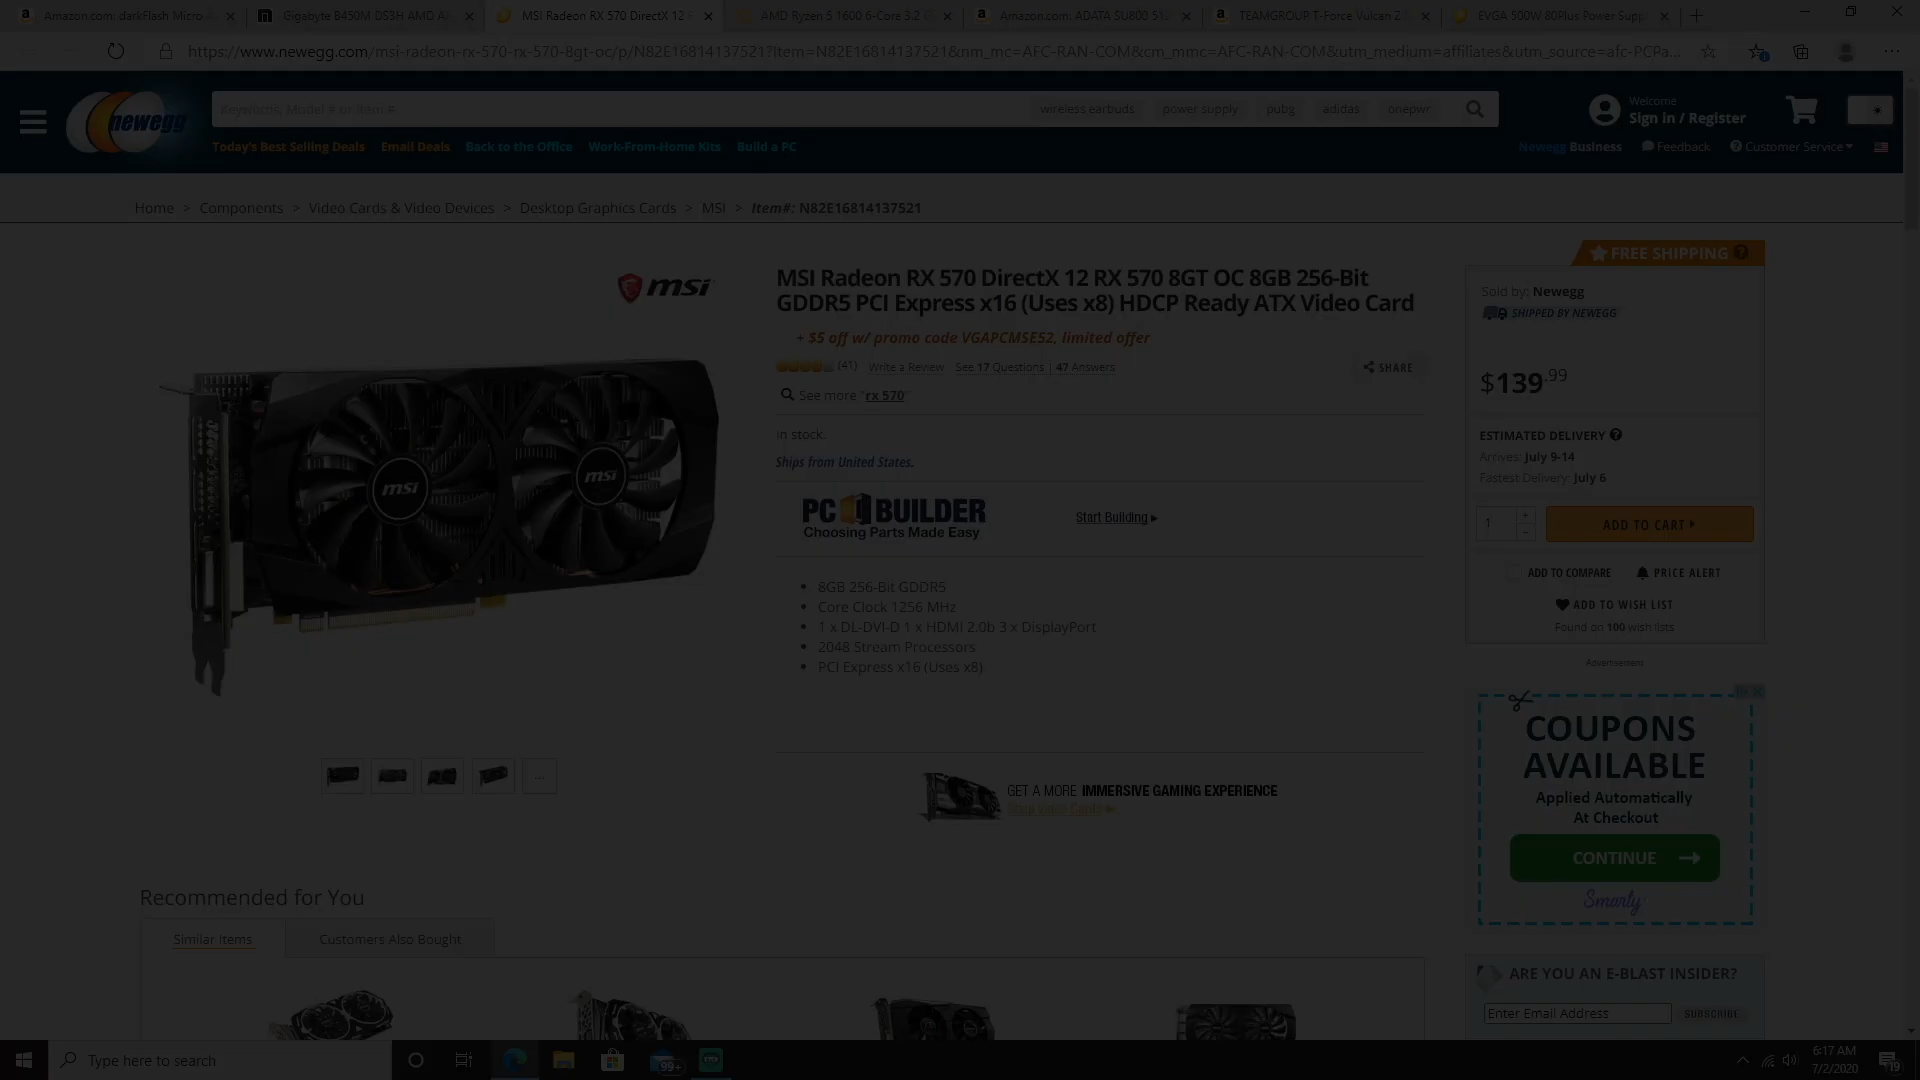 Amazon.com: darkFlash Micro A
Gigabyte B450M DS3H AMD A
MSI Radeon RX 570 DirectX 12 F
AMD Ryzen 5 1600 6-Core 3.2
Amazon.com: ADATA SU800 512
TEAMGROUP T-Force Vulcan Z
EVGA 500W 80Plus Power Supp
https://www.newegg.com/msi-radeon-rx-570-rx-570-8gt-oc/p/N82E16814137521?Item=N82E16814137521&nm_mc=AFC-RAN-COM&cm_mmc=AFC-RAN-COM&utm_medium=affiliates&utm_source=afc-PCPa...
newegg
Keywords, Model # or Item #
wireless earbuds
power supply
pubg
adidas
onepwr
Welcome
Sign in / Register
Today's Best Selling Deals
Email Deals
Back to the Office
Work-From-Home Kits
Build a PC
Newegg Business
Feedback
Customer Service
Home > Components > Video Cards & Video Devices > Desktop Graphics Cards > MSI > Item#: N82E16814137521
msi
msi
msi
MSI Radeon RX 570 DirectX 12 RX 570 8GT OC 8GB 256-Bit
GDDR5 PCI Express x16 (Uses x8) HDCP Ready ATX Video Card
+ $5 off w/ promo code VGAPCMSE52, limited offer
(41) Write a Review See 17 Questions | 47 Answers
SHARE
See more "rx 570"
In stock.
Ships from United States.
PC BUILDER
Choosing Parts Made Easy
Start Building
• 8GB 256-Bit GDDR5
• Core Clock 1256 MHz
• 1 x DL-DVI-D 1 x HDMI 2.0b 3 x DisplayPort
• 2048 Stream Processors
• PCI Express x16 (Uses x8)
GET A MORE IMMERSIVE GAMING EXPERIENCE
Shop Video Cards
FREE SHIPPING
Sold by: Newegg
SHIPPED BY NEWEGG
$139.99
ESTIMATED DELIVERY
Arrives: July 9-14
Fastest Delivery: July 6
1
ADD TO CART
ADD TO COMPARE
PRICE ALERT
ADD TO WISH LIST
Found on 100 wish lists
Advertisement
COUPONS
AVAILABLE
Applied Automatically
At Checkout
CONTINUE
Smarty
ARE YOU AN E-BLAST INSIDER?
Enter Email Address
SUBSCRIBE
Recommended for You
Similar Items
Customers Also Bought
Type here to search
99+
6:17 AM
7/2/2020
19